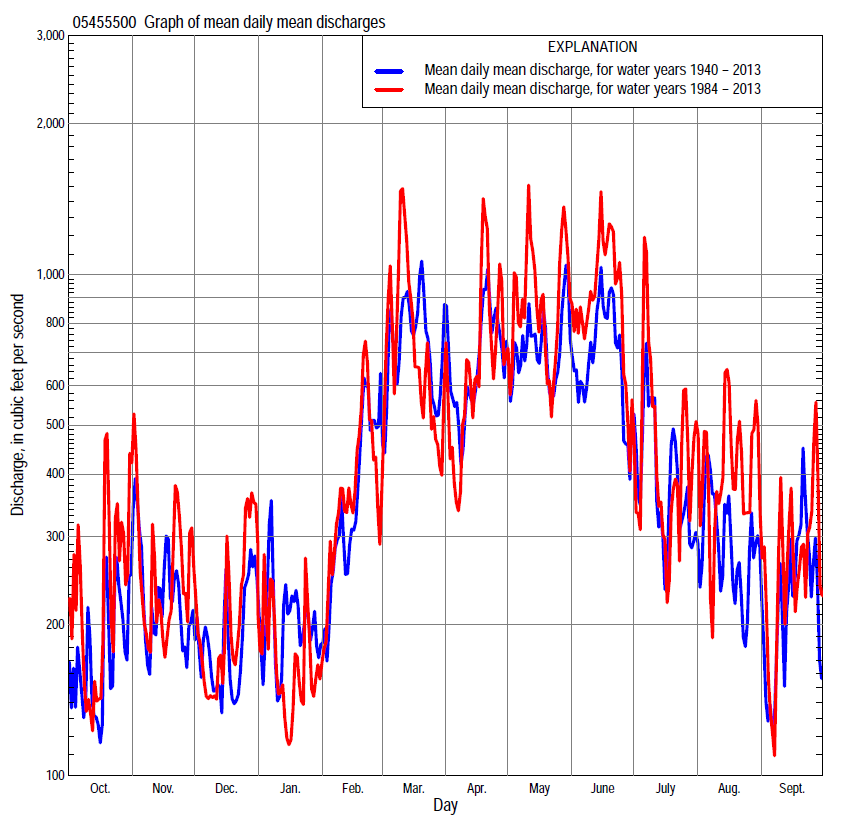 05455500 Graph of mean daily mean discharges
EXPLANATION
Mean daily mean discharge, for water years 1940 – 2013
Mean daily mean discharge, for water years 1984 – 2013
Discharge, in cubic feet per second
3,000
2,000
1,000
800
600
500
400
300
200
100
Oct. Nov. Dec. Jan. Feb. Mar. Apr. May June July Aug. Sept.
Day